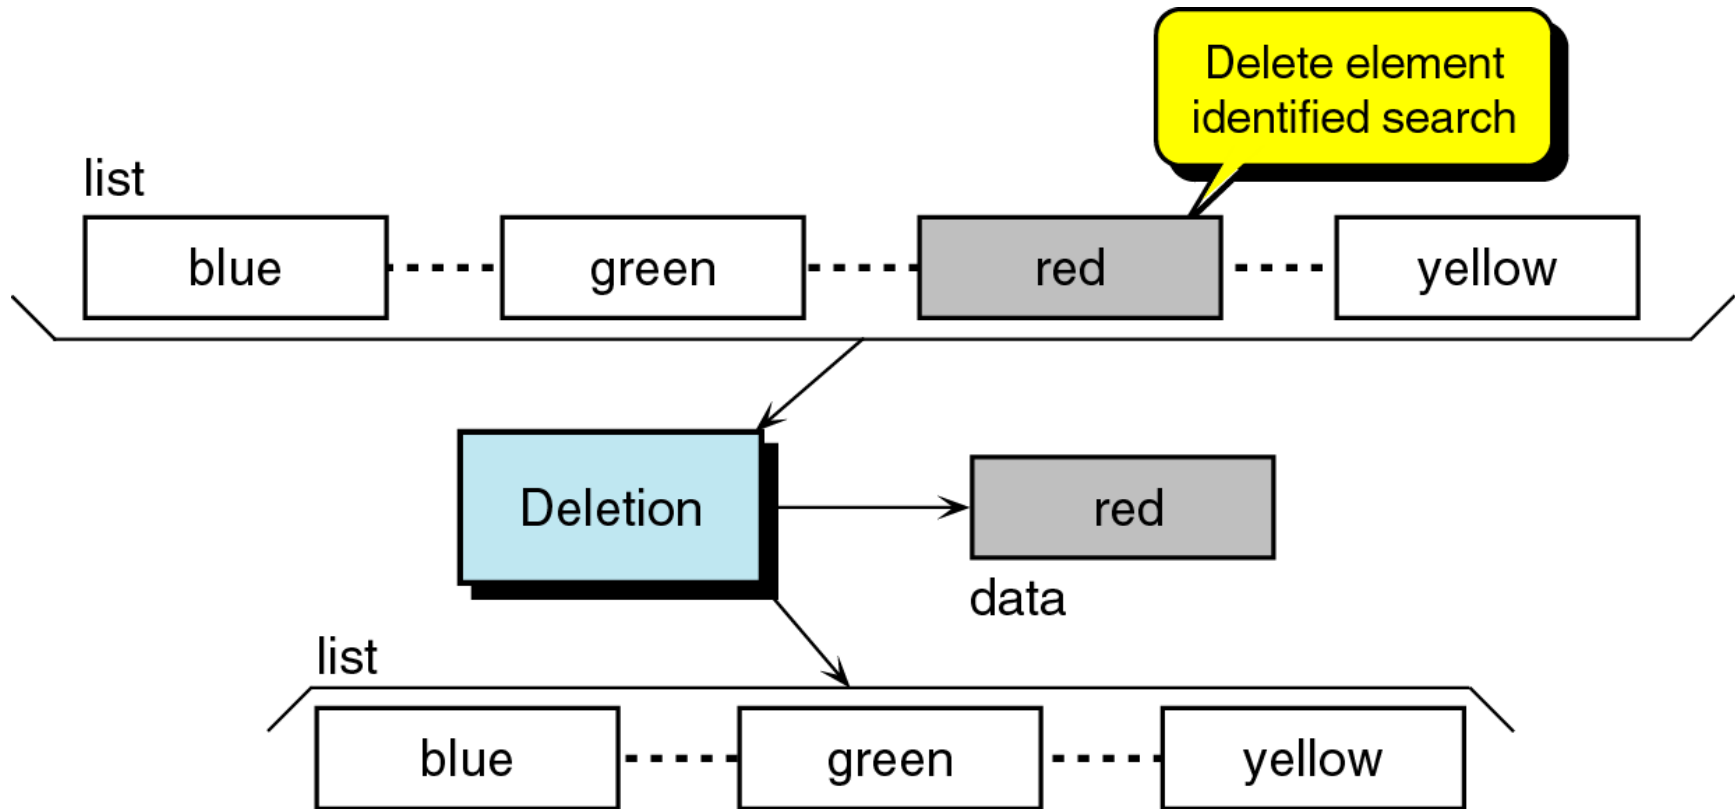 Delete element
identified search
list
blue
green
red
yellow
Deletion
red
data
list
blue
green
yellow